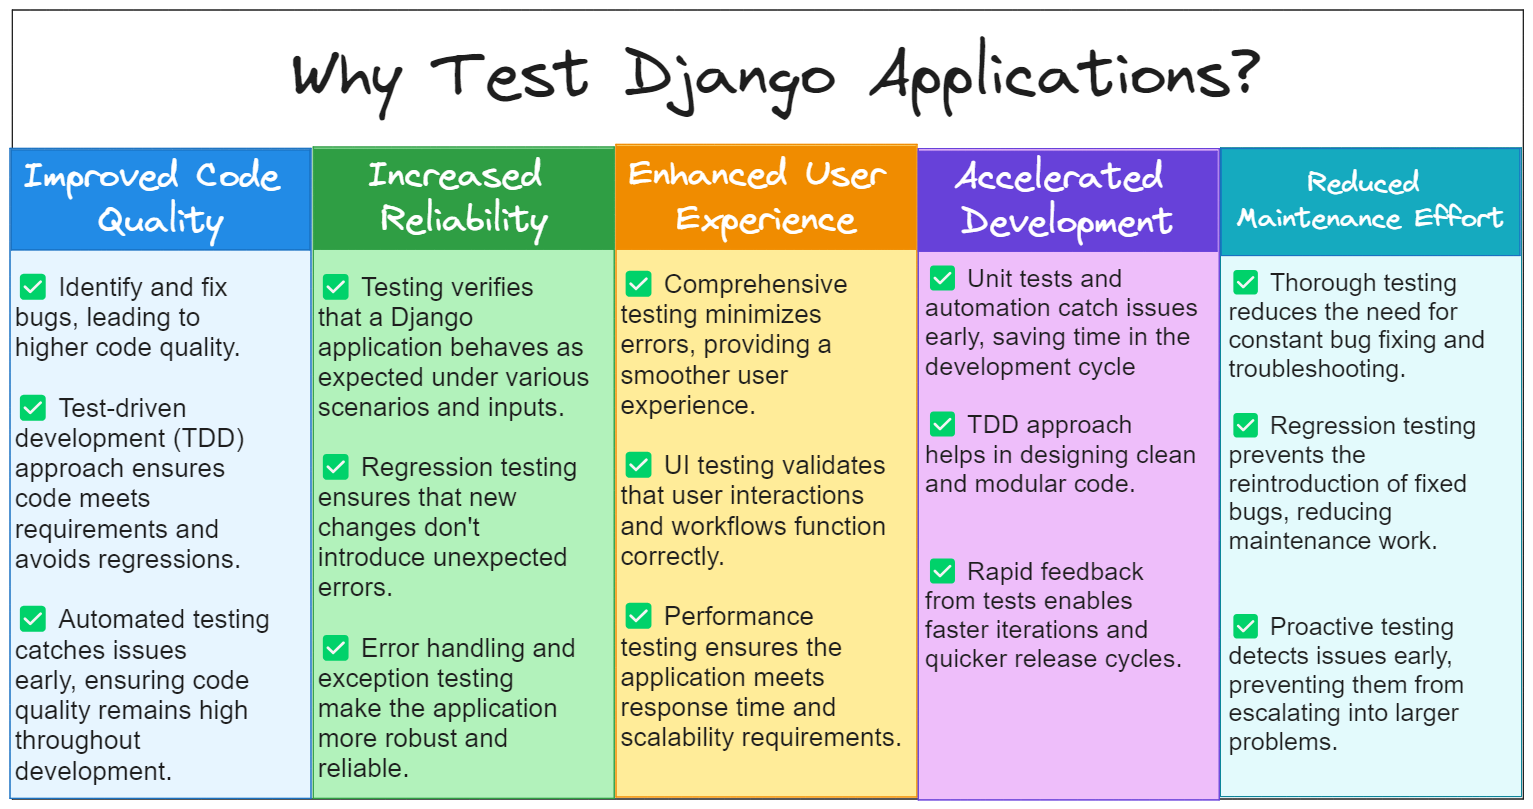 Why Test Django Applications?
Improved Code
Quality
Identify and fix
bugs, leading to
higher code quality.
Test-driven
development (TDD)
approach ensures
code meets
requirements and
avoids regressions.
Automated testing
catches issues
early, ensuring code
quality remains high
throughout
development.
Increased
Reliability
Testing verifies
that a Django
application behaves as
expected under various
scenarios and inputs.
Regression testing
ensures that new
changes don't
introduce unexpected
errors.
Error handling and
exception testing
make the application
more robust and
reliable.
Enhanced User
Experience
Comprehensive
testing minimizes
errors, providing a
smoother user
experience.
UI testing validates
that user interactions
and workflows function
correctly.
Performance
testing ensures the
application meets
response time and
scalability requirements.
Accelerated
Development
Unit tests and
automation catch issues
early, saving time in the
development cycle
TDD approach
helps in designing clean
and modular code.
Rapid feedback
from tests enables
faster iterations and
quicker release cycles.
Reduced
Maintenance Effort
Thorough testing
reduces the need for
constant bug fixing and
troubleshooting.
Regression testing
prevents the
reintroduction of fixed
bugs, reducing
maintenance work.
Proactive testing
detects issues early,
preventing them from
escalating into larger
problems.